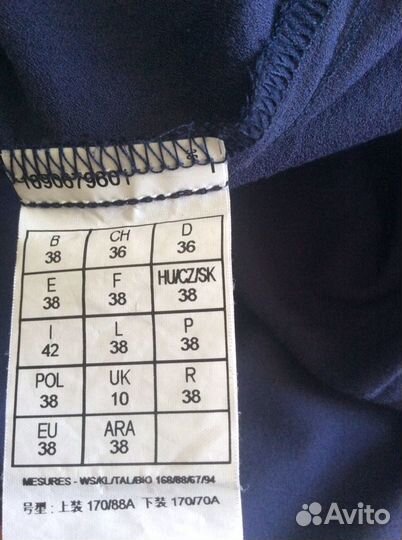 1690679601 1
B CH D
38 36 36
E F HU/CZ/SK
38 38 38
I L P
42 38 38
POL UK R
38 10 38
EU ARA
38 38
MESURES - WS/KL/TAL/BIO 168/88/67/94
号型：上装 170/88A 下装 170/70A
Avito